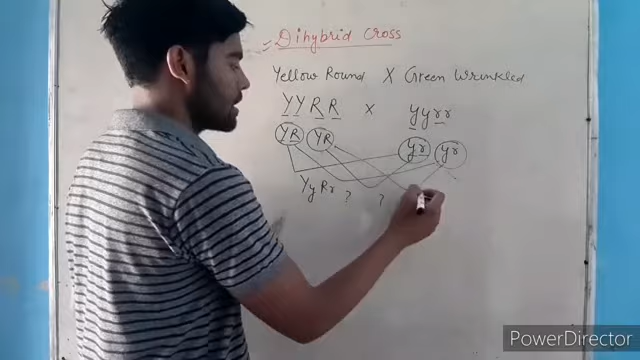 = Dihybrid Cross
Yellow Round X Green Wrinkled
YYRR x yyrr
YR YR yr yr
YyRr ? ?
PowerDirector